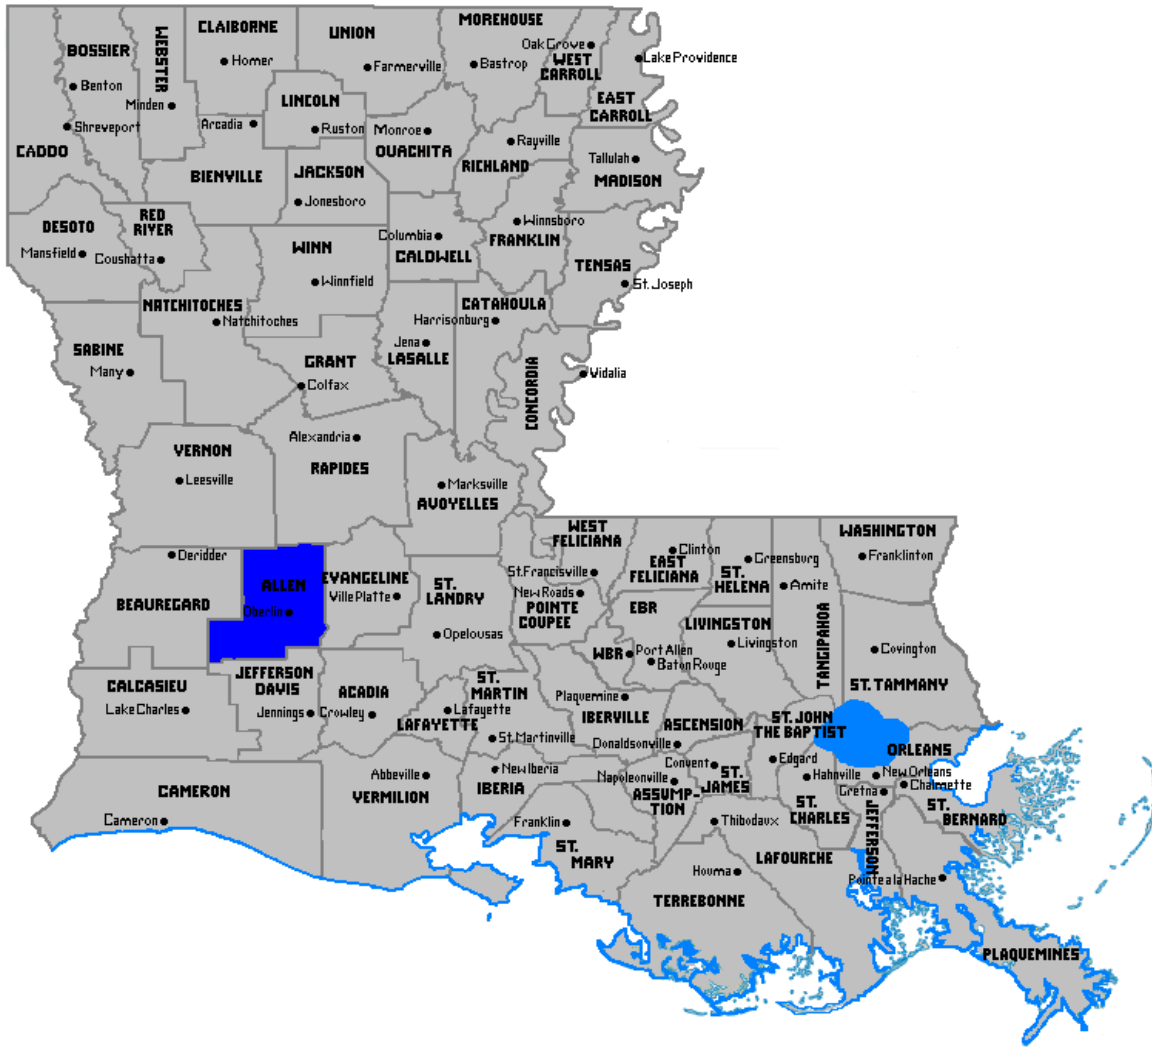 MOREHOUSE
CLAIBORNE
UNION
BOSSIER
WEBSTER
Oak Grove
WEST
CARROLL
Lake Providence
Homer
Farmerville
Bastrop
Benton
Minden
LINCOLN
EAST
CARROLL
Shreveport
Arcadia
Ruston
Monroe
Rayville
CADDO
OUACHITA
RICHLAND
Tallulah
BIENVILLE
JACKSON
MADISON
Jonesboro
DESOTO
RED
RIVER
Winnsboro
Columbia
FRANKLIN
Mansfield
Coushatta
WINN
CALDWELL
TENSAS
Winnfield
St. Joseph
NATCHITOCHES
CATAHOULA
Natchitoches
Harrisonburg
SABINE
Jena
LASALLE
GRANT
Many
Colfax
CONCORDIA
Vidalia
Alexandria
VERNON
RAPIDES
Leesville
Marksville
AVOYELLES
WEST
FELICIANA
WASHINGTON
Deridder
Clinton
Greensburg
Franklinton
ALLEN
EVANGELINE
ST.
LANDRY
St. Francisville
EAST
FELICIANA
ST.
HELENA
Amite
BEAUREGARD
Oberlin
Ville Platte
New Roads
POINTE
COUPEE
EBR
LIVINGSTON
TANGIPAHOA
Opelousas
WBR
Port Allen
Baton Rouge
Livingston
Covington
CALCASIEU
JEFFERSON
DAVIS
ACADIA
ST.
MARTIN
ST. TAMMANY
Lake Charles
Jennings
Crowley
LAFAYETTE
Lafayette
Plaquemine
IBERVILLE
ASCENSION
ST. JOHN
THE BAPTIST
St. Martinville
Donaldsonville
ORLEANS
Abbeville
New Iberia
IBERIA
Napoleonville
Convent
ST.
JAMES
Edgard
Hahnville
New Orleans
Chalmette
Gretna
CAMERON
VERMILION
ASSUMP-
TION
ST.
CHARLES
JEFFERSON
ST.
BERNARD
Cameron
Franklin
ST.
MARY
Thibodaux
LAFOURCHE
Houma
Pointe a la Hache
TERREBONNE
PLAQUEMINES